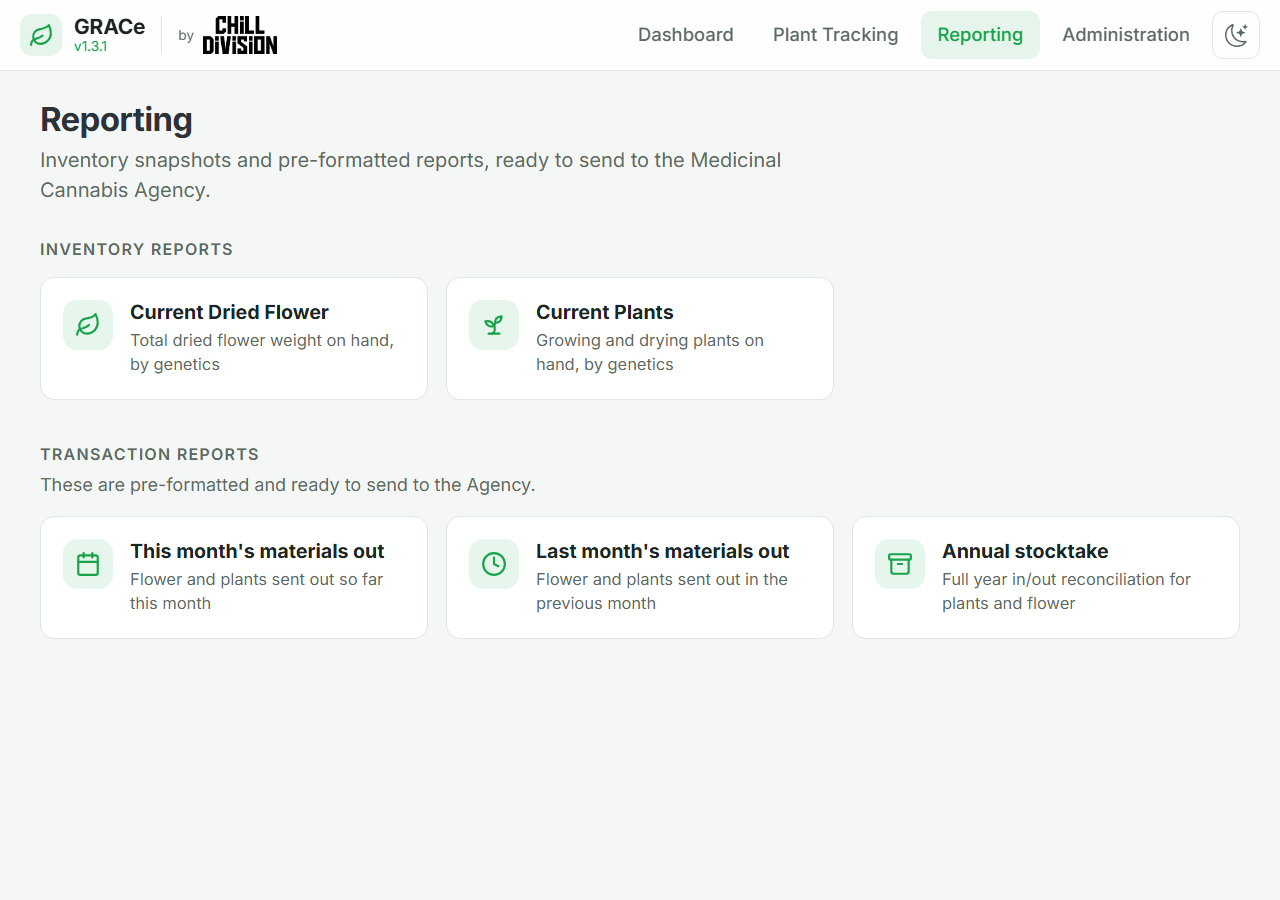 GRACe
v1.3.1
by
CHiLL
DiViSiON
Dashboard
Plant Tracking
Reporting
Administration
Reporting
Inventory snapshots and pre-formatted reports, ready to send to the Medicinal
Cannabis Agency.
INVENTORY REPORTS
Current Dried Flower
Total dried flower weight on hand,
by genetics
Current Plants
Growing and drying plants on
hand, by genetics
TRANSACTION REPORTS
These are pre-formatted and ready to send to the Agency.
This month's materials out
Flower and plants sent out so far
this month
Last month's materials out
Flower and plants sent out in the
previous month
Annual stocktake
Full year in/out reconciliation for
plants and flower